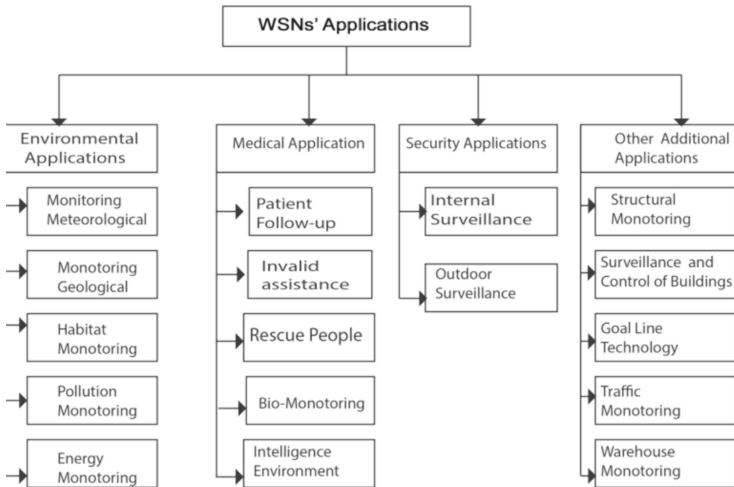 WSNs' Applications
Environmental
Applications
Monitoring
Meteorological
Monotoring
Geological
Habitat
Monotoring
Pollution
Monotoring
Energy
Monotoring
Medical Application
Patient
Follow-up
Invalid
assistance
Rescue People
Bio-Monotoring
Intelligence
Environment
Security Applications
Internal
Surveillance
Outdoor
Surveillance
Other Additional
Applications
Structural
Monotoring
Surveillance and
Control of Buildings
Goal Line
Technology
Traffic
Monotoring
Warehouse
Monotoring